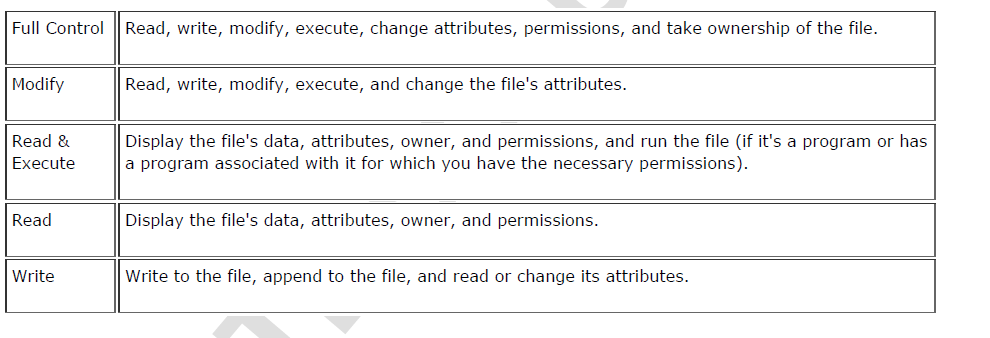 Full Control Read, write, modify, execute, change attributes, permissions, and take ownership of the file.
Modify Read, write, modify, execute, and change the file's attributes.
Read & Display the file's data, attributes, owner, and permissions, and run the file (if it's a program or has
Execute a program associated with it for which you have the necessary permissions).
Read Display the file's data, attributes, owner, and permissions.
Write Write to the file, append to the file, and read or change its attributes.